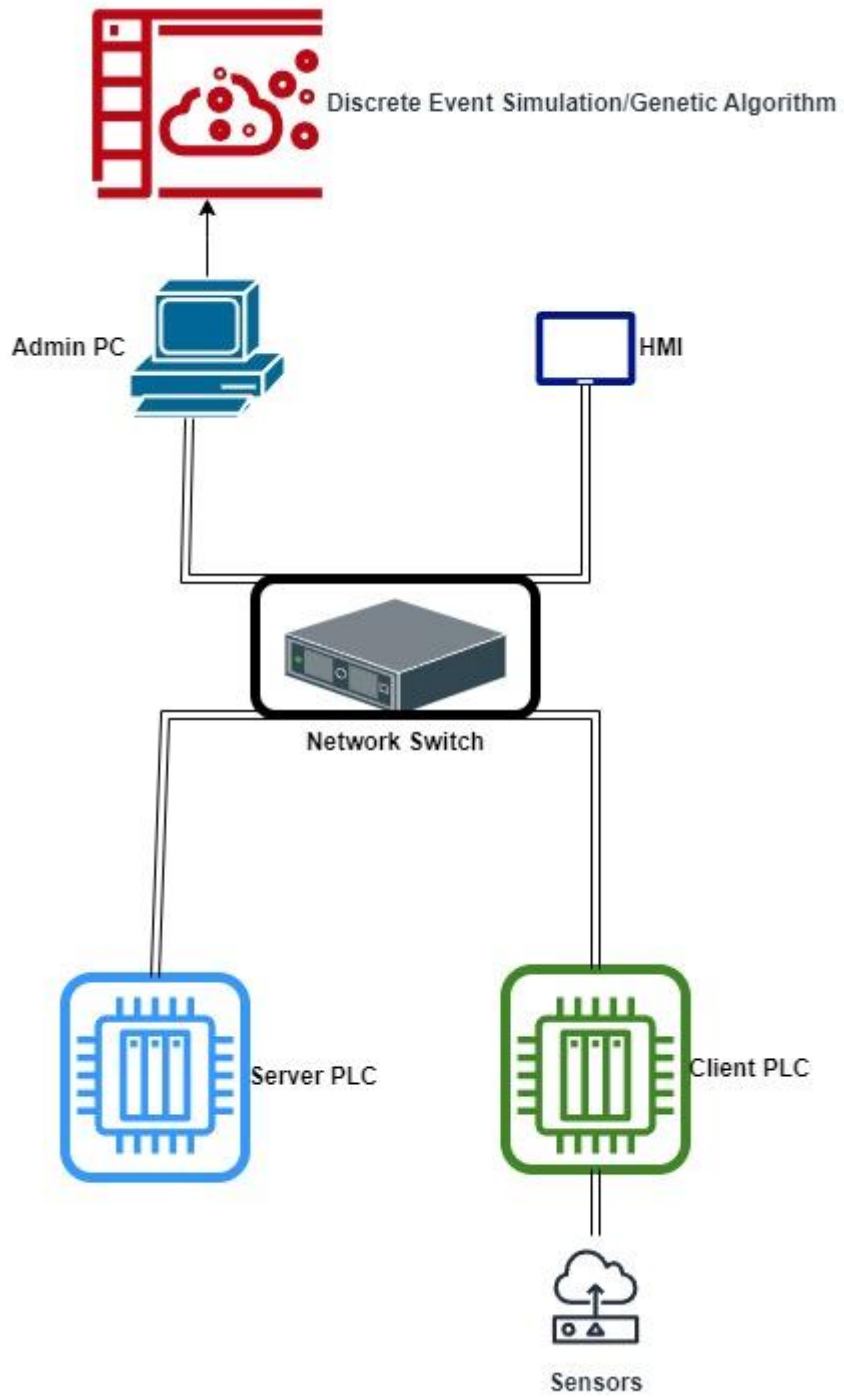 Discrete Event Simulation/Genetic Algorithm
Admin PC
HMI
Network Switch
Server PLC
Client PLC
Sensors